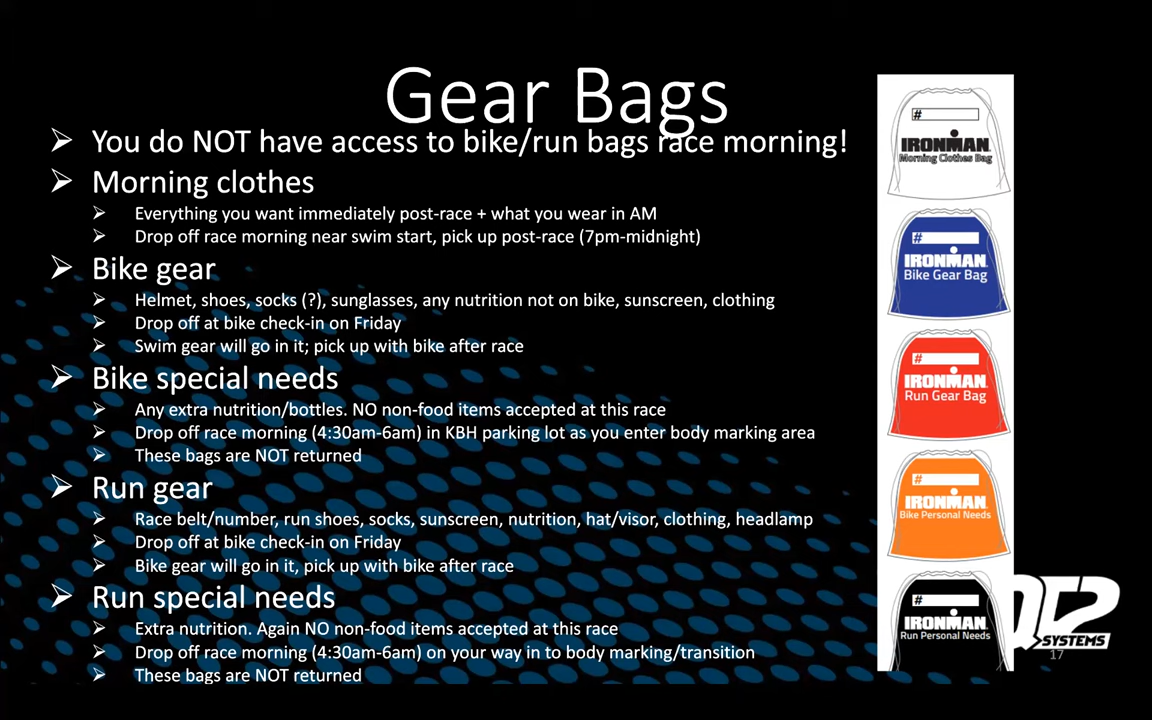 Gear Bags
You do NOT have access to bike/run bags race morning!
Morning clothes
Everything you want immediately post-race + what you wear in AM
Drop off race morning near swim start, pick up post-race (7pm-midnight)
Bike gear
Helmet, shoes, socks (?), sunglasses, any nutrition not on bike, sunscreen, clothing
Drop off at bike check-in on Friday
Swim gear will go in it; pick up with bike after race
Bike special needs
Any extra nutrition/bottles. NO non-food items accepted at this race
Drop off race morning (4:30am-6am) in KBH parking lot as you enter body marking area
These bags are NOT returned
Run gear
Race belt/number, run shoes, socks, sunscreen, nutrition, hat/visor, clothing, headlamp
Drop off at bike check-in on Friday
Bike gear will go in it, pick up with bike after race
Run special needs
Extra nutrition. Again NO non-food items accepted at this race
Drop off race morning (4:30am-6am) on your way in to body marking/transition
These bags are NOT returned
#
IRONMAN
Morning Clothes Bag
#
IRONMAN
Bike Gear Bag
#
IRONMAN
Run Gear Bag
#
IRONMAN
Bike Personal Needs
#
IRONMAN
Run Personal Needs
SYSTEMS
17